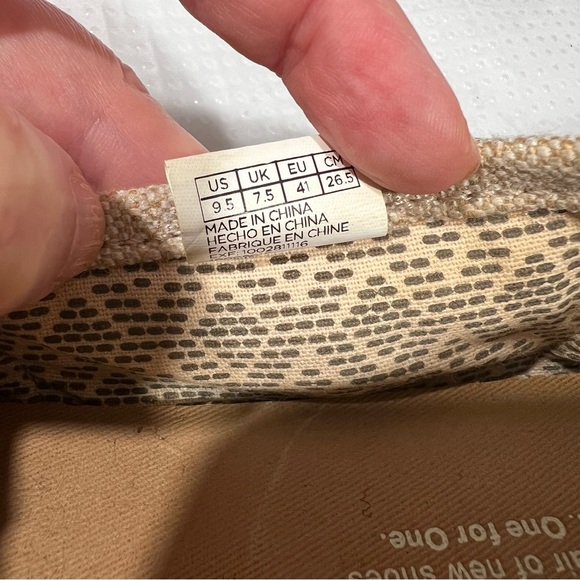 US UK EU CM
9.5 7.5 41 26.5
MADE IN CHINA
HECHO EN CHINA
FABRIQUE EN CHINE
1002811116
air of new shoes
One for One.